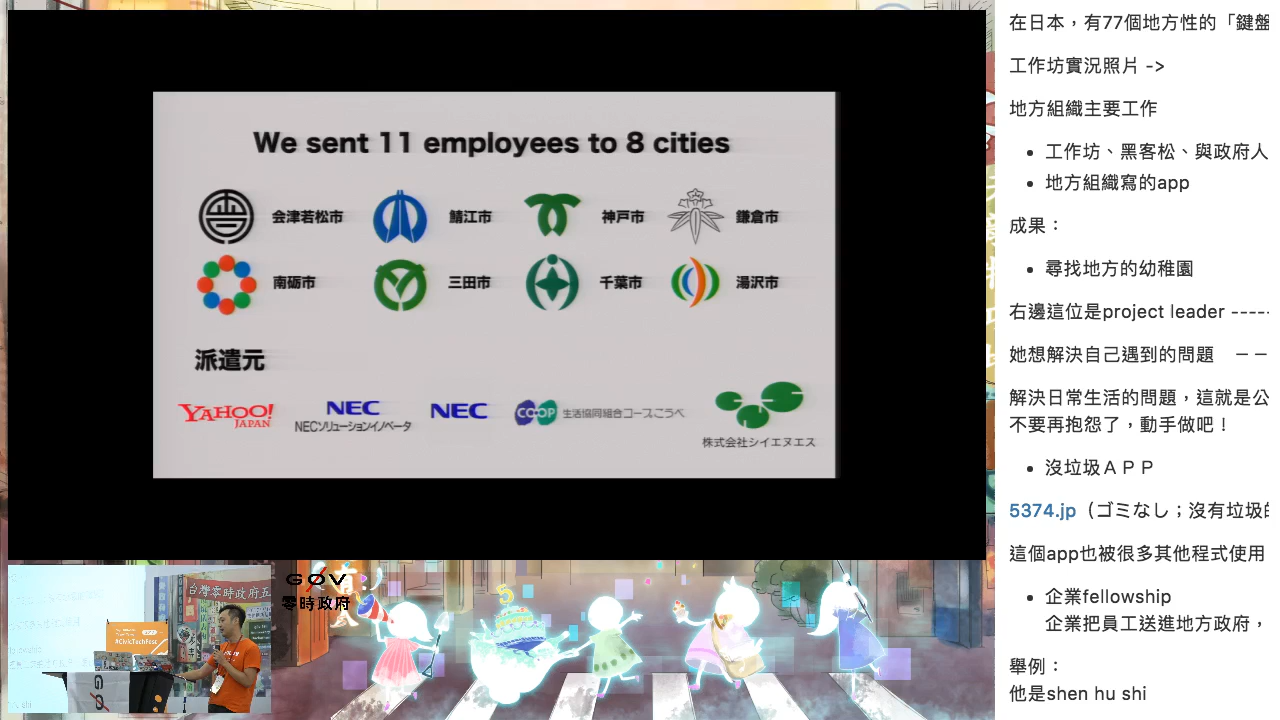 We sent 11 employees to 8 cities
会津若松市
鯖江市
神戸市
鎌倉市
南砺市
三田市
千葉市
湯沢市
派遣元
YAHOO!
JAPAN
NEC
NECソリューションイノベータ
NEC
CO·OP 生活協同組合コープこうべ
株式会社シイエヌエス
在日本，有77個地方性的「鍵盤
工作坊實況照片 ->
地方組織主要工作
工作坊、黑客松、與政府人
地方組織寫的app
成果：
尋找地方的幼稚園
右邊這位是project leader -----
她想解決自己遇到的問題　－－
解決日常生活的問題，這就是公
不要再抱怨了，動手做吧！
沒垃圾ＡＰＰ
5374.jp（ゴミなし；沒有垃圾的
這個app也被很多其他程式使用
企業fellowship
企業把員工送進地方政府，
舉例：
他是shen hu shi
GØV
零時政府
5
台灣零時政府五
#CivicTechFest